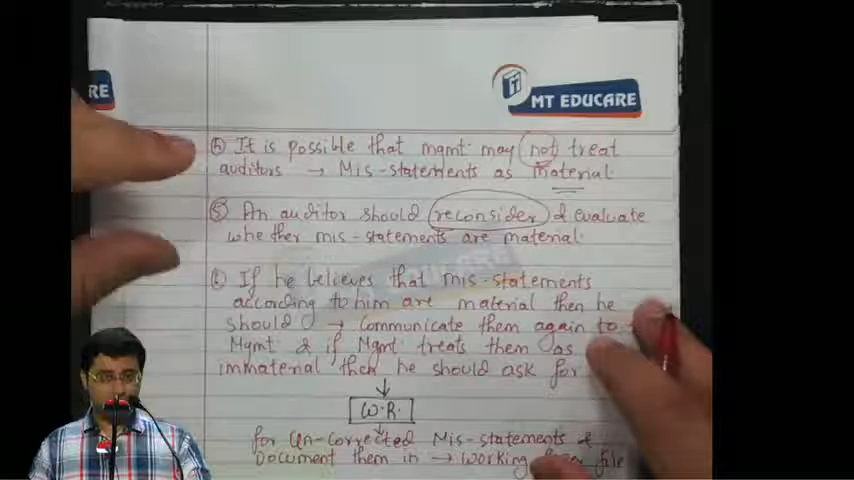 RE
MT EDUCARE
④ It is possible that mgmt may not treat
auditors → Mis-statements as material
⑤ An auditor should reconsider & evaluate
whether mis-statements are material.
⑥ If he believes that mis-statements
according to him are material then he
should → communicate them again to
Mgmt & if Mgmt treats them as
immaterial then he should ask for
W.R.
for Un-corrected Mis-statements &
Document them in → working file